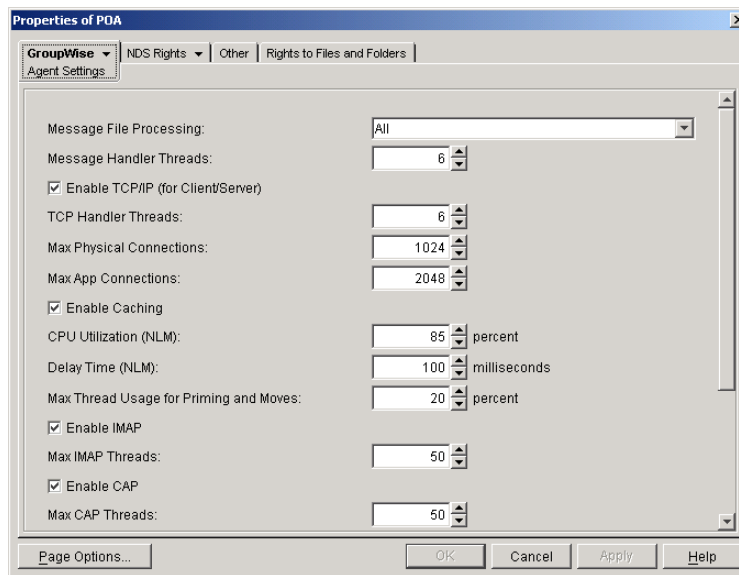 Properties of POA
GroupWise NDS Rights Other Rights to Files and Folders
Agent Settings
Message File Processing: All
Message Handler Threads: 6
Enable TCP/IP (for Client/Server)
TCP Handler Threads: 6
Max Physical Connections: 1024
Max App Connections: 2048
Enable Caching
CPU Utilization (NLM): 85 percent
Delay Time (NLM): 100 milliseconds
Max Thread Usage for Priming and Moves: 20 percent
Enable IMAP
Max IMAP Threads: 50
Enable CAP
Max CAP Threads: 50
Page Options... OK Cancel Apply Help